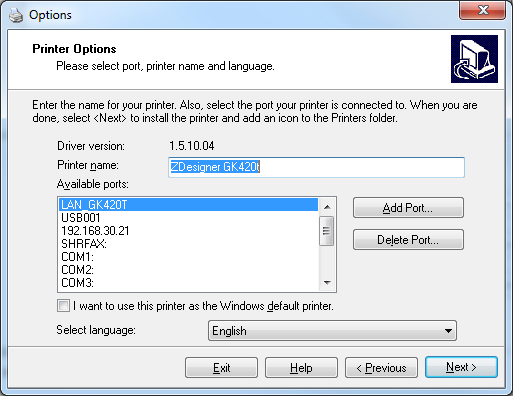 Options
Printer Options
Please select port, printer name and language.
Enter the name for your printer. Also, select the port your printer is connected to. When you are
done, select <Next> to install the printer and add an icon to the Printers folder.
Driver version: 1.5.10.04
Printer name: ZDesigner GK420t
Available ports:
LAN_GK420T
USB001
192.168.30.21
SHRFAX:
COM1:
COM2:
COM3:
Add Port...
Delete Port...
I want to use this printer as the Windows default printer.
Select language: English
Exit Help < Previous Next >